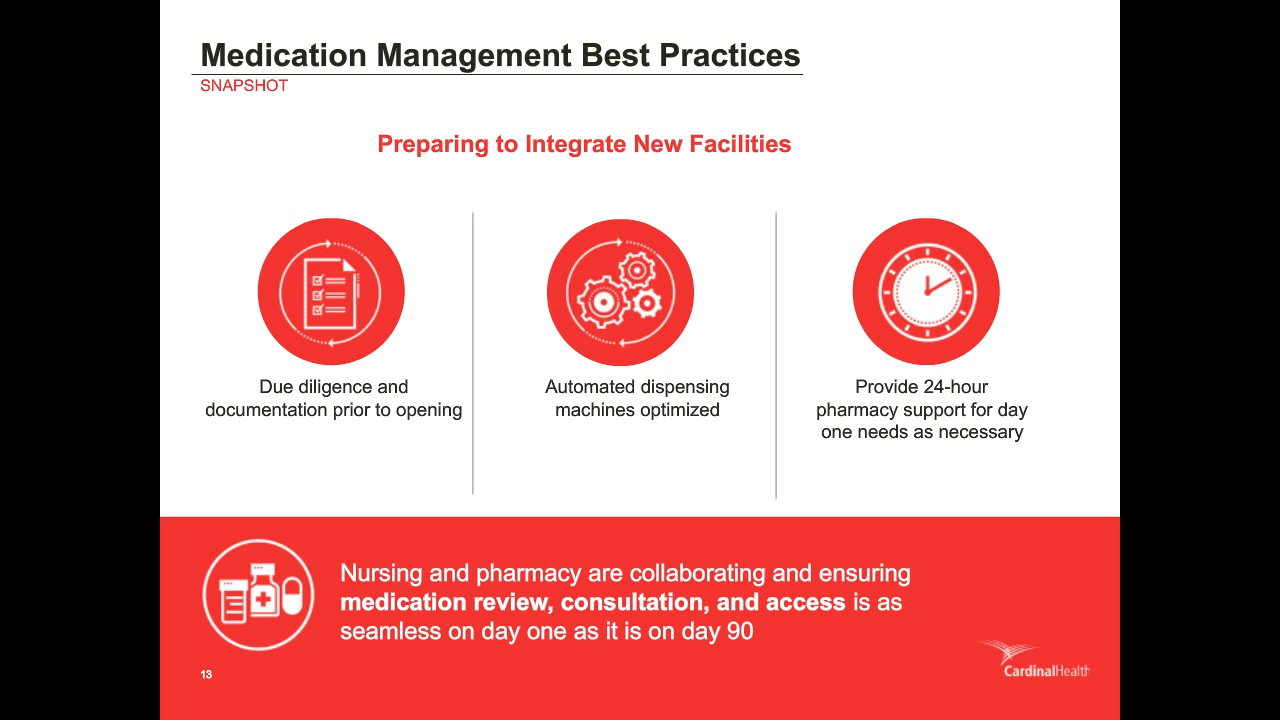 Medication Management Best Practices
SNAPSHOT
Preparing to Integrate New Facilities
Due diligence and
documentation prior to opening
Automated dispensing
machines optimized
Provide 24-hour
pharmacy support for day
one needs as necessary
Nursing and pharmacy are collaborating and ensuring
medication review, consultation, and access is as
seamless on day one as it is on day 90
13
CardinalHealth